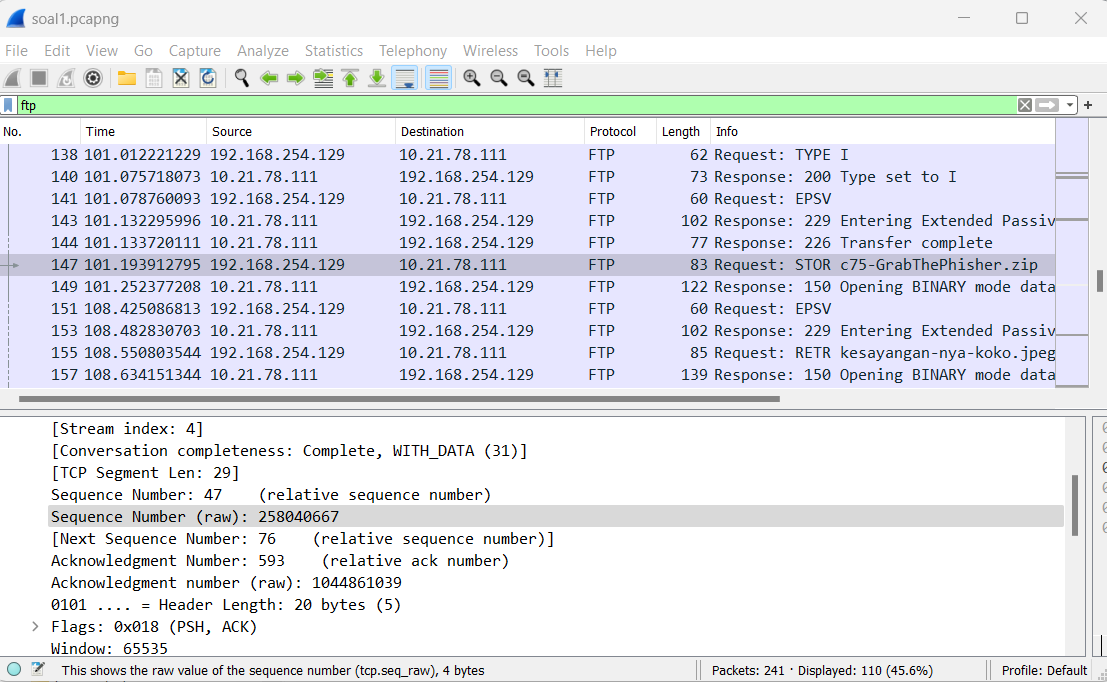 soal1.pcapng
File Edit View Go Capture Analyze Statistics Telephony Wireless Tools Help
ftp
No. Time Source Destination Protocol Length Info
138 101.012221229 192.168.254.129 10.21.78.111 FTP 62 Request: TYPE I
140 101.075718073 10.21.78.111 192.168.254.129 FTP 73 Response: 200 Type set to I
141 101.078760093 192.168.254.129 10.21.78.111 FTP 60 Request: EPSV
143 101.132295996 10.21.78.111 192.168.254.129 FTP 102 Response: 229 Entering Extended Passiv
144 101.133720111 10.21.78.111 192.168.254.129 FTP 77 Response: 226 Transfer complete
147 101.193912795 192.168.254.129 10.21.78.111 FTP 83 Request: STOR c75-GrabThePhisher.zip
149 101.252377208 10.21.78.111 192.168.254.129 FTP 122 Response: 150 Opening BINARY mode data
151 108.425086813 192.168.254.129 10.21.78.111 FTP 60 Request: EPSV
153 108.482830703 10.21.78.111 192.168.254.129 FTP 102 Response: 229 Entering Extended Passiv
155 108.550803544 192.168.254.129 10.21.78.111 FTP 85 Request: RETR kesayangan-nya-koko.jpeg
157 108.634151344 10.21.78.111 192.168.254.129 FTP 139 Response: 150 Opening BINARY mode data
[Stream index: 4]
[Conversation completeness: Complete, WITH_DATA (31)]
[TCP Segment Len: 29]
Sequence Number: 47 (relative sequence number)
Sequence Number (raw): 258040667
[Next Sequence Number: 76 (relative sequence number)]
Acknowledgment Number: 593 (relative ack number)
Acknowledgment number (raw): 1044861039
0101 .... = Header Length: 20 bytes (5)
Flags: 0x018 (PSH, ACK)
Window: 65535
This shows the raw value of the sequence number (tcp.seq_raw), 4 bytes
Packets: 241 · Displayed: 110 (45.6%)
Profile: Default